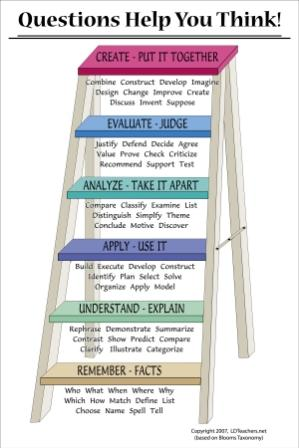 Questions Help You Think!
CREATE - PUT IT TOGETHER
Combine Construct Develop Imagine
Design Change Improve Create
Discuss Invent Suppose
EVALUATE - JUDGE
Justify Defend Decide Agree
Value Prove Check Criticize
Recommend Support Test
ANALYZE - TAKE IT APART
Compare Classify Examine List
Distinguish Simplfy Theme
Conclude Motive Discover
APPLY - USE IT
Build Execute Develop Construct
Identify Plan Select Solve
Organize Apply Model
UNDERSTAND - EXPLAIN
Rephrase Demonstrate Summarize
Contrast Show Predict Compare
Clarify Illustrate Categorize
REMEMBER - FACTS
Who What When Where Why
Which How Match Define List
Choose Name Spell Tell
Copyright 2007, LDTeachers.net
(based on Blooms Taxonomy)